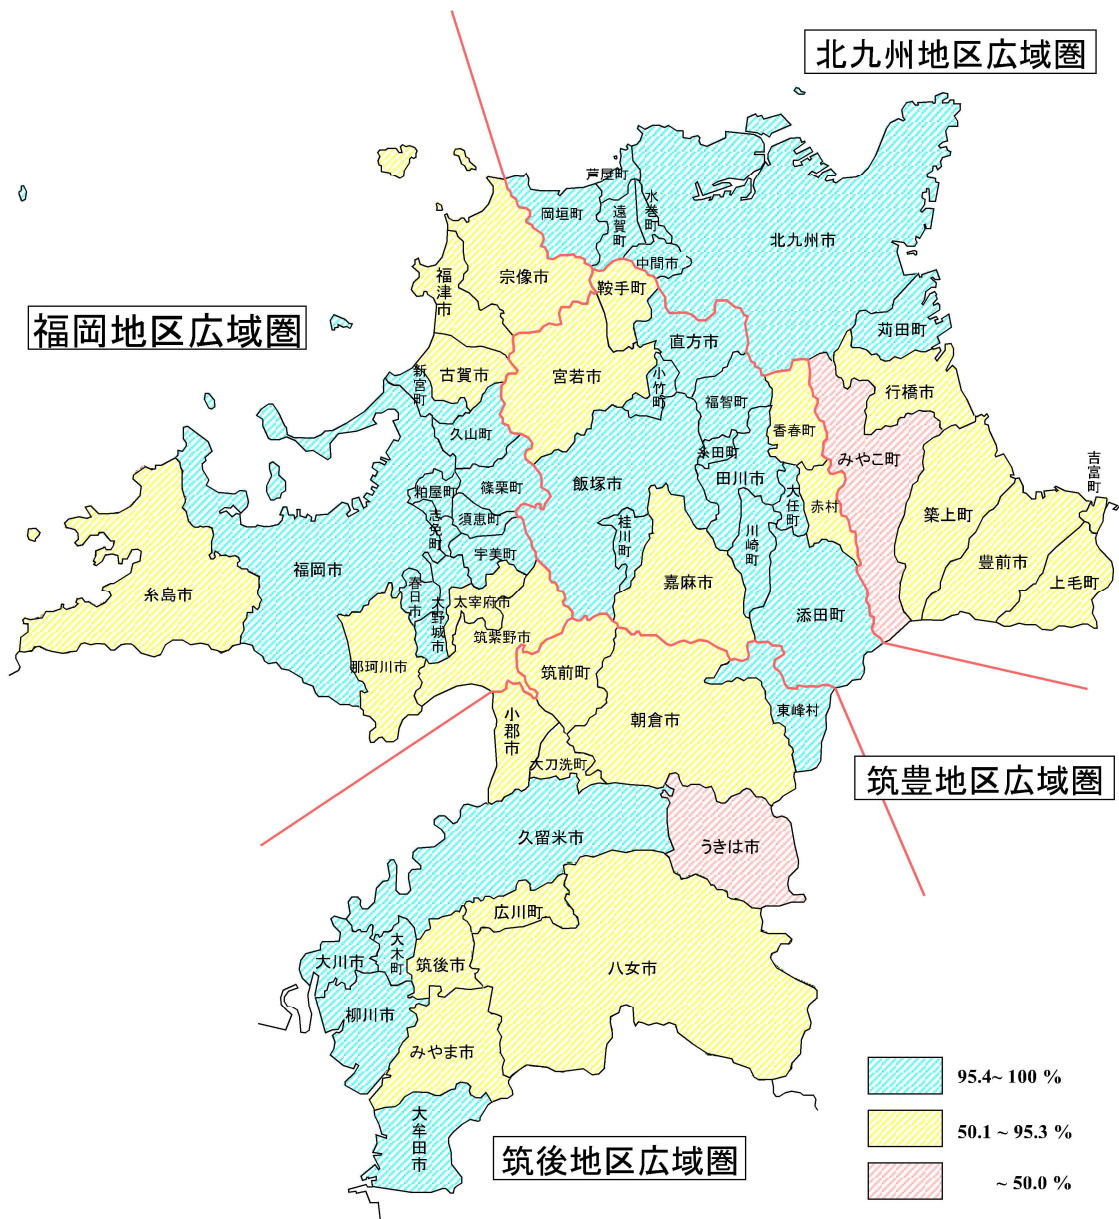 北九州地区広域圏
芦屋町
水巻町
岡垣町
遠賀町
北九州市
中間市
宗像市
福津市
鞍手町
福岡地区広域圏
苅田町
直方市
新宮町
古賀市
宮若市
小竹町
行橋市
福智町
久山町
香春町
糸田町
みやこ町
吉富町
粕屋町
篠栗町
飯塚市
田川市
大任町
志免町
須恵町
桂川町
赤村
築上町
宇美町
川崎町
福岡市
春日市
嘉麻市
豊前市
上毛町
糸島市
大野城市
太宰府市
添田町
筑紫野市
那珂川市
筑前町
小郡市
朝倉市
東峰村
大刀洗町
筑豊地区広域圏
久留米市
うきは市
広川町
大木町
大川市
筑後市
八女市
柳川市
みやま市
95.4~ 100 %
50.1 ~ 95.3 %
~ 50.0 %
大牟田市
筑後地区広域圏